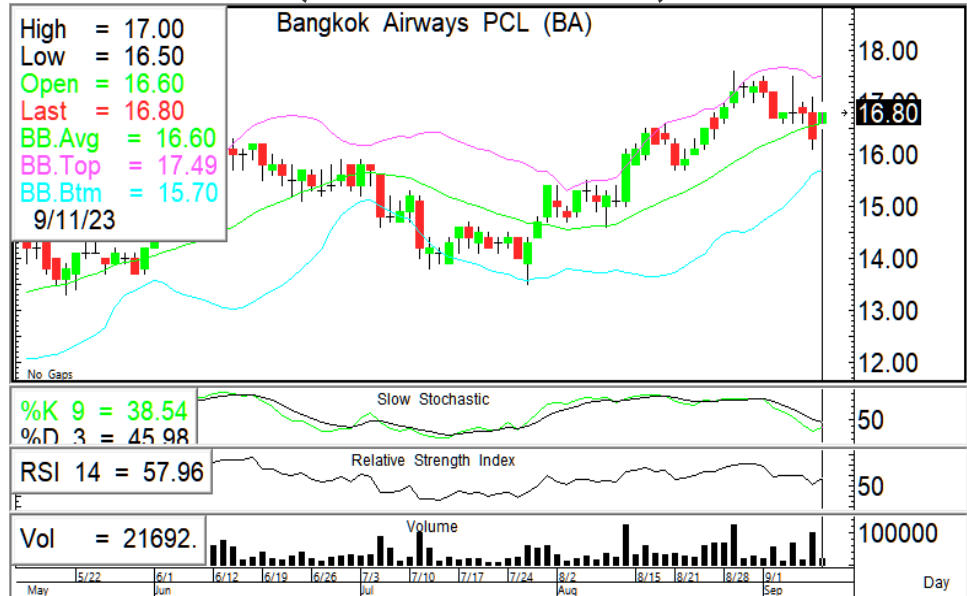 Bangkok Airways PCL (BA)
High = 17.00
Low = 16.50
Open = 16.60
Last = 16.80
BB.Avg = 16.60
BB.Top = 17.49
BB.Btm = 15.70
9/11/23
18.00
17.00
16.80
16.00
15.00
14.00
13.00
12.00
No Gaps
Slow Stochastic
%K 9 = 38.54
%D 3 = 45.98
50
Relative Strength Index
RSI 14 = 57.96
50
Volume
Vol = 21692.
100000
5/22 6/1 6/12 6/19 6/26 7/3 7/10 7/17 7/24 8/2 8/15 8/21 8/28 9/1
May Jun Jul Aug Sep
Day